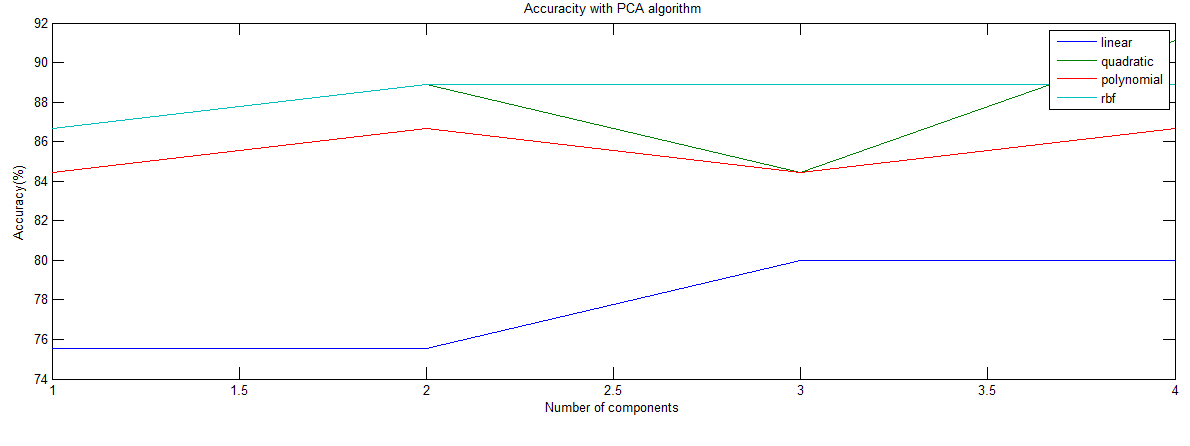 Accuracity with PCA algorithm
92
90
88
86
84
82
80
78
76
74
Accuracy(%)
linear
quadratic
polynomial
rbf
1
1.5
2
2.5
3
3.5
4
Number of components